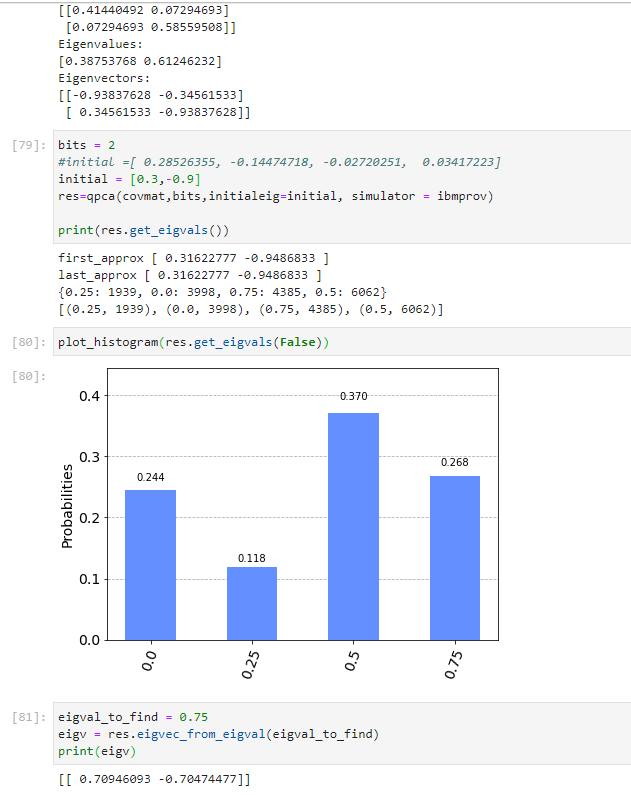 [[0.41440492 0.07294693]
[0.07294693 0.58559508]]
Eigenvalues:
[0.38753768 0.61246232]
Eigenvectors:
[[-0.93837628 -0.34561533]
[ 0.34561533 -0.93837628]]
[79]: bits = 2
#initial =[ 0.28526355, -0.14474718, -0.02720251,  0.03417223]
initial = [0.3,-0.9]
res=qpca(covmat,bits,initialeig=initial, simulator = ibmprov)
print(res.get_eigvals())
first_approx [ 0.31622777 -0.9486833 ]
last_approx [ 0.31622777 -0.9486833 ]
{0.25: 1939, 0.0: 3998, 0.75: 4385, 0.5: 6062}
[(0.25, 1939), (0.0, 3998), (0.75, 4385), (0.5, 6062)]
[80]: plot_histogram(res.get_eigvals(False))
[80]:
0.4
0.3
0.2
0.1
0.0
Probabilities
0.244
0.118
0.370
0.268
0.0
0.25
0.5
0.75
[81]: eigval_to_find = 0.75
eigv = res.eigvec_from_eigval(eigval_to_find)
print(eigv)
[[ 0.70946093 -0.70474477]]